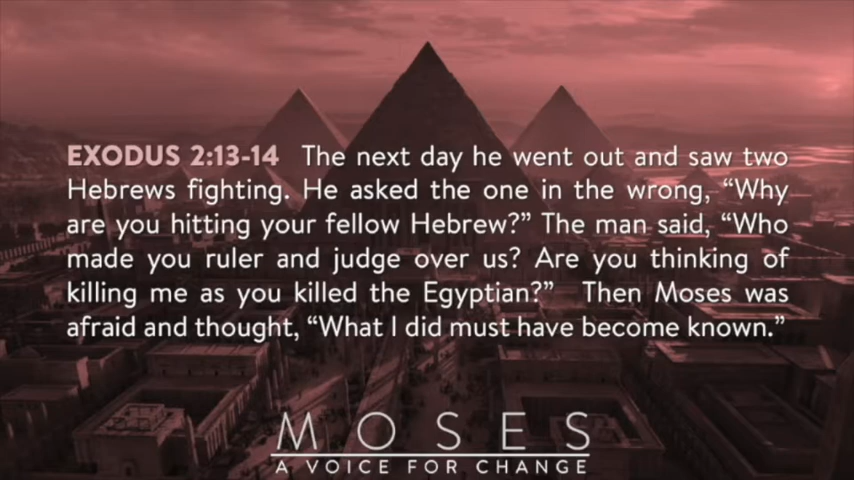 EXODUS 2:13-14 The next day he went out and saw two
Hebrews fighting. He asked the one in the wrong, “Why
are you hitting your fellow Hebrew?” The man said, “Who
made you ruler and judge over us? Are you thinking of
killing me as you killed the Egyptian?” Then Moses was
afraid and thought, “What I did must have become known.”
MOSES
A VOICE FOR CHANGE